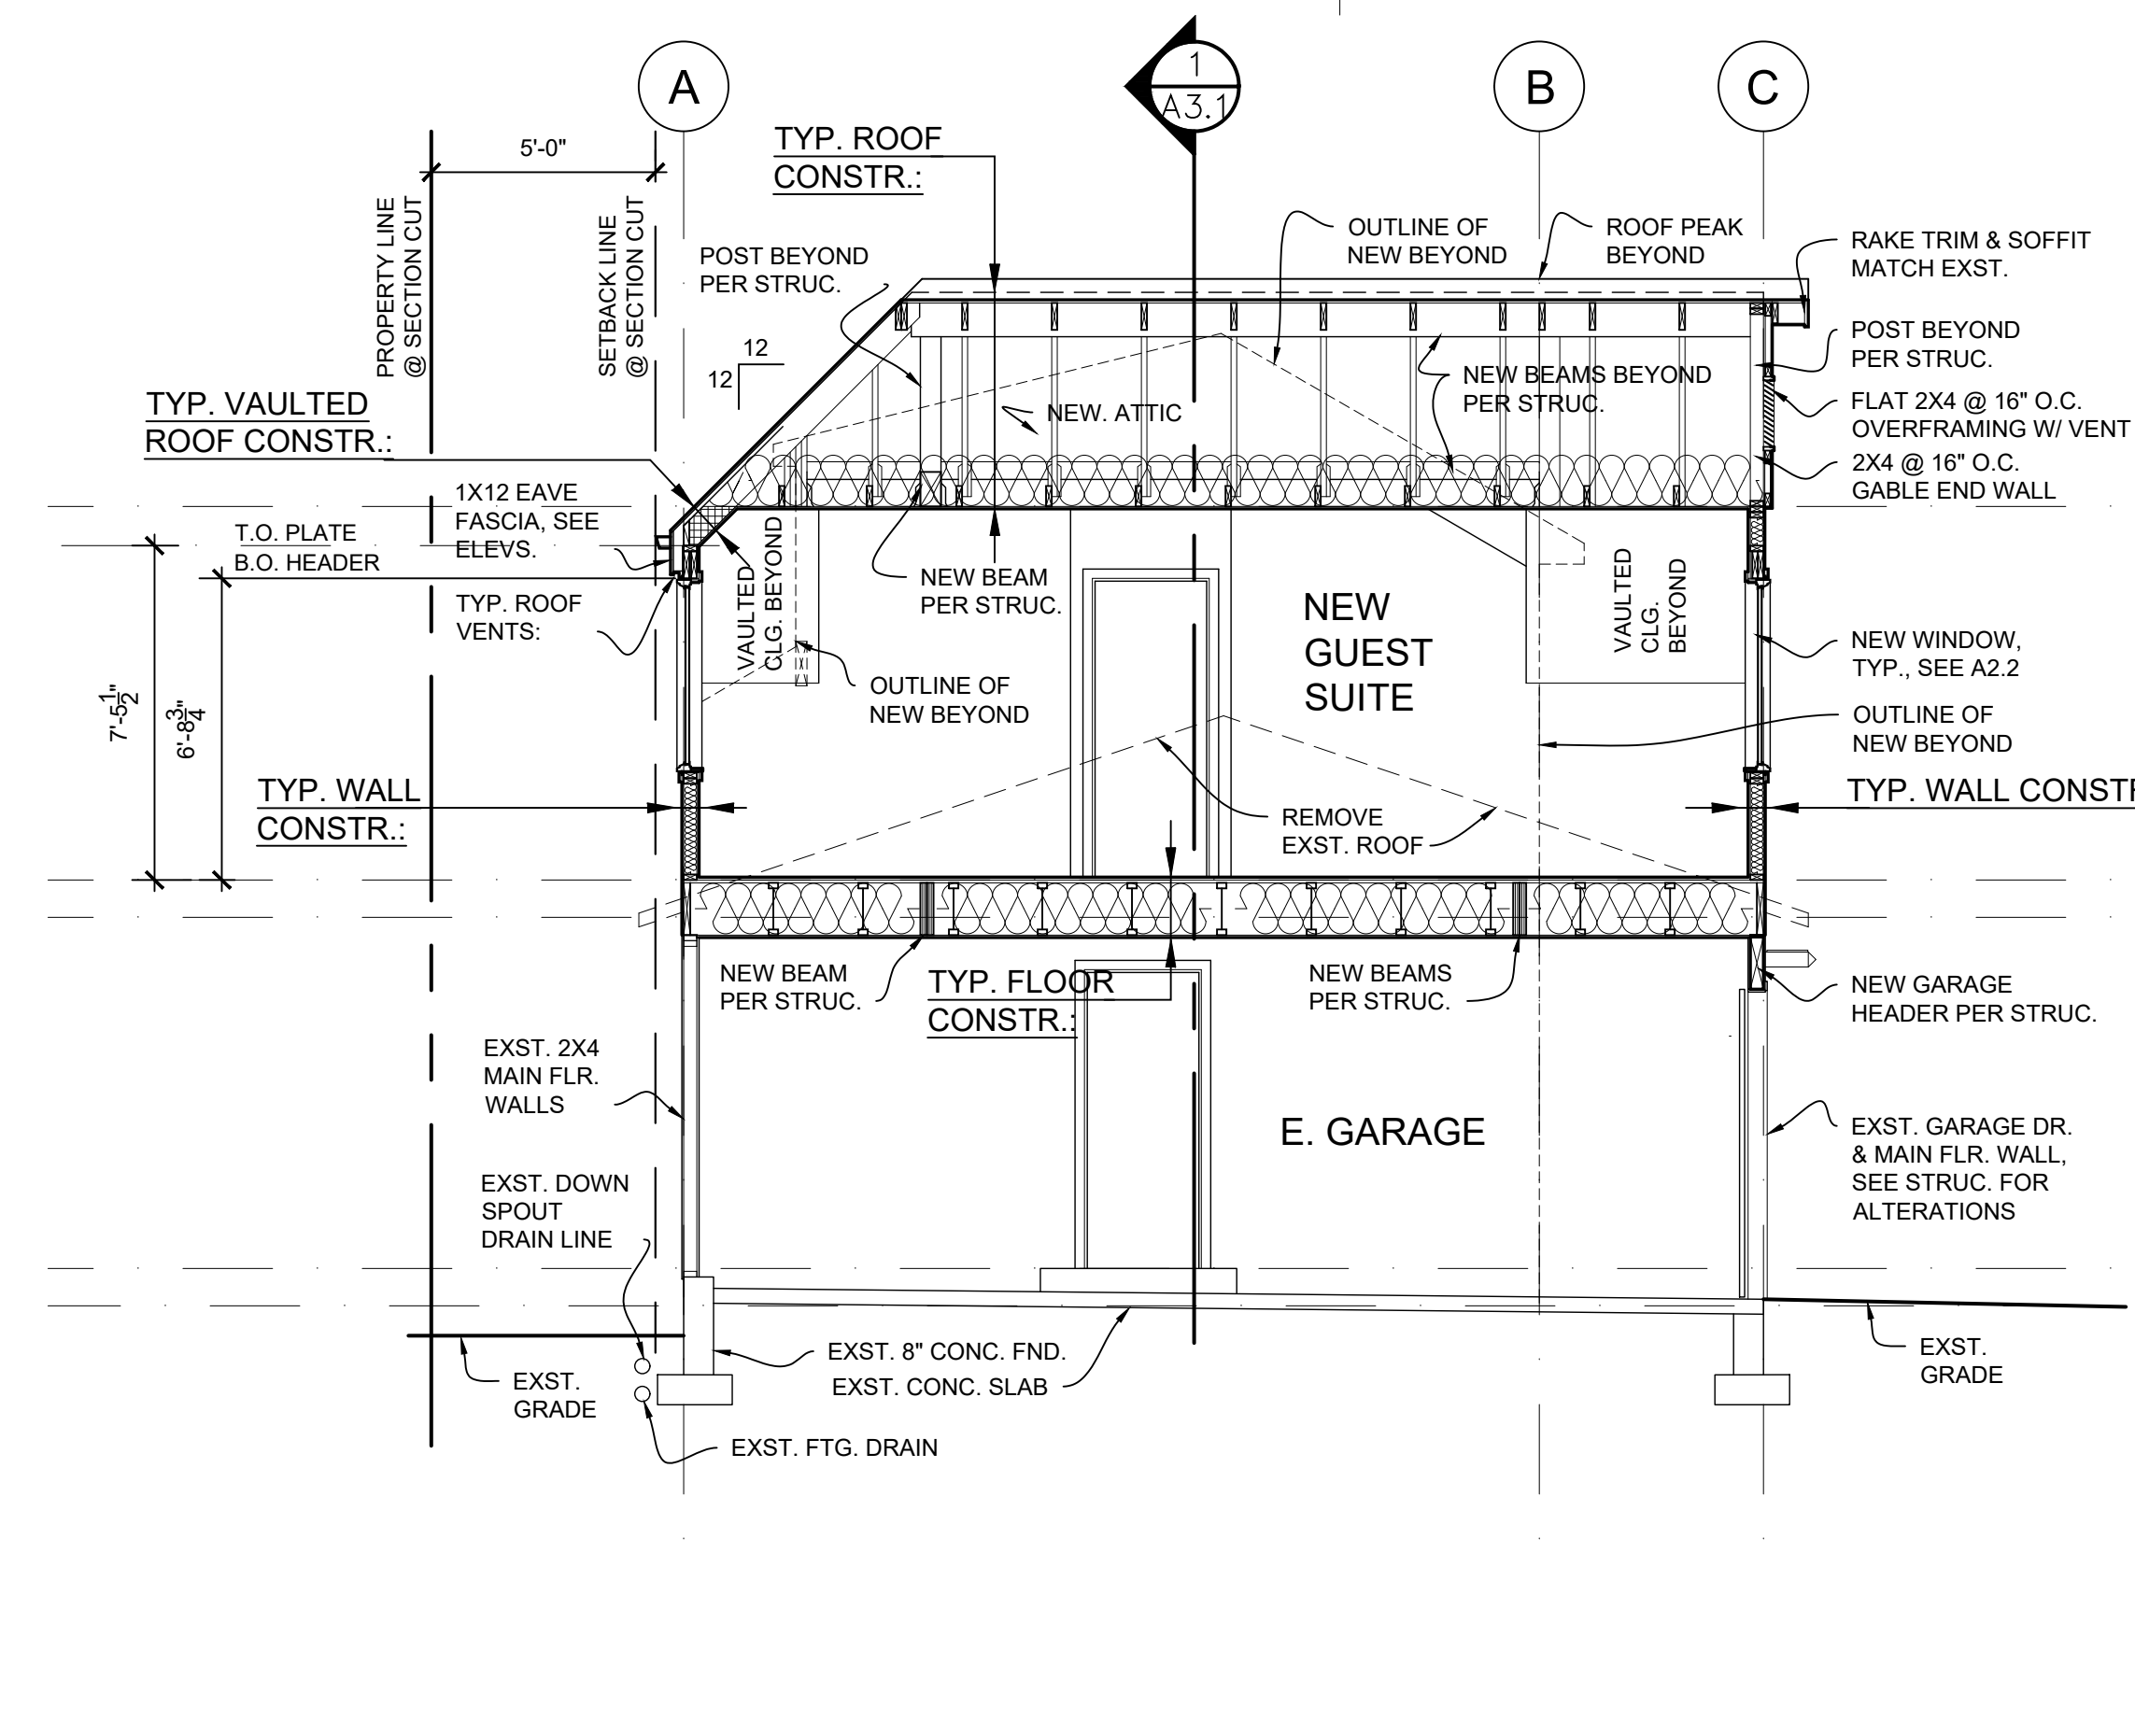 A
1
A3.1
B
C
5'-0"
PROPERTY LINE
@ SECTION CUT
SETBACK LINE
@ SECTION CUT
TYP. ROOF
CONSTR.:
POST BEYOND
PER STRUC.
OUTLINE OF
NEW BEYOND
ROOF PEAK
BEYOND
RAKE TRIM & SOFFIT
MATCH EXST.
12
12
POST BEYOND
PER STRUC.
NEW BEAMS BEYOND
PER STRUC.
NEW. ATTIC
FLAT 2X4 @ 16" O.C.
OVERFRAMING W/ VENT
2X4 @ 16" O.C.
GABLE END WALL
TYP. VAULTED
ROOF CONSTR.:
1X12 EAVE
FASCIA, SEE
ELEVS.
T.O. PLATE
B.O. HEADER
TYP. ROOF
VENTS:
VAULTED
CLG. BEYOND
NEW BEAM
PER STRUC.
NEW
GUEST
SUITE
VAULTED
CLG.
BEYOND
NEW WINDOW,
TYP., SEE A2.2
OUTLINE OF
NEW BEYOND
OUTLINE OF
NEW BEYOND
7'-5 1/2"
6'-8 3/4"
TYP. WALL
CONSTR.:
REMOVE
EXST. ROOF
TYP. WALL CONSTR
NEW BEAM
PER STRUC.
TYP. FLOOR
CONSTR.:
NEW BEAMS
PER STRUC.
NEW GARAGE
HEADER PER STRUC.
EXST. 2X4
MAIN FLR.
WALLS
E. GARAGE
EXST. GARAGE DR.
& MAIN FLR. WALL,
SEE STRUC. FOR
ALTERATIONS
EXST. DOWN
SPOUT
DRAIN LINE
EXST.
GRADE
EXST. 8" CONC. FND.
EXST. CONC. SLAB
EXST. FTG. DRAIN
EXST.
GRADE